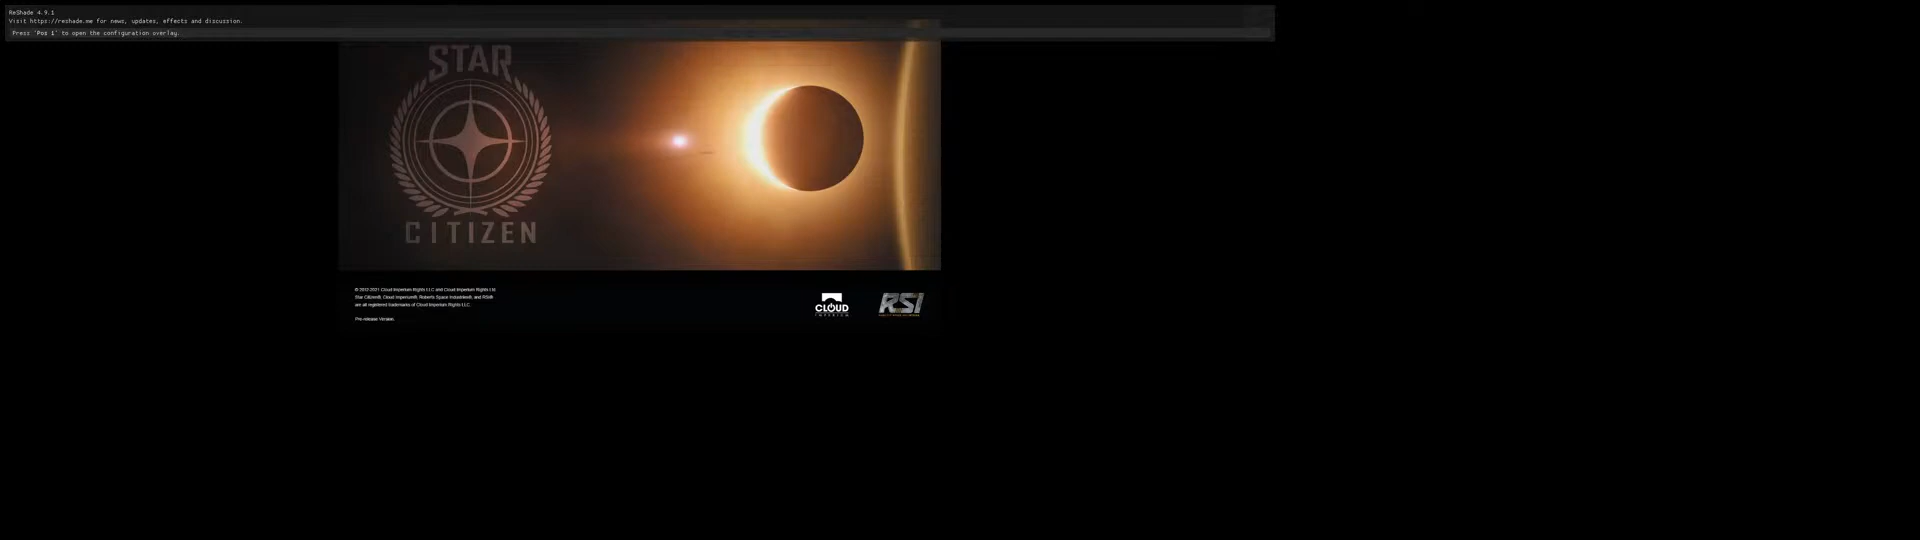 ReShade 4.9.1
Visit https://reshade.me for news, updates, effects and discussion.
Press 'Pos 1' to open the configuration overlay.
STAR
CITIZEN
© 2012-2021 Cloud Imperium Rights LLC and Cloud Imperium Rights Ltd.
Star Citizen®, Cloud Imperium®, Roberts Space Industries®, and RSI®
are all registered trademarks of Cloud Imperium Rights LLC.
Pre-release Version.
CLOUD
IMPERIUM
RSI